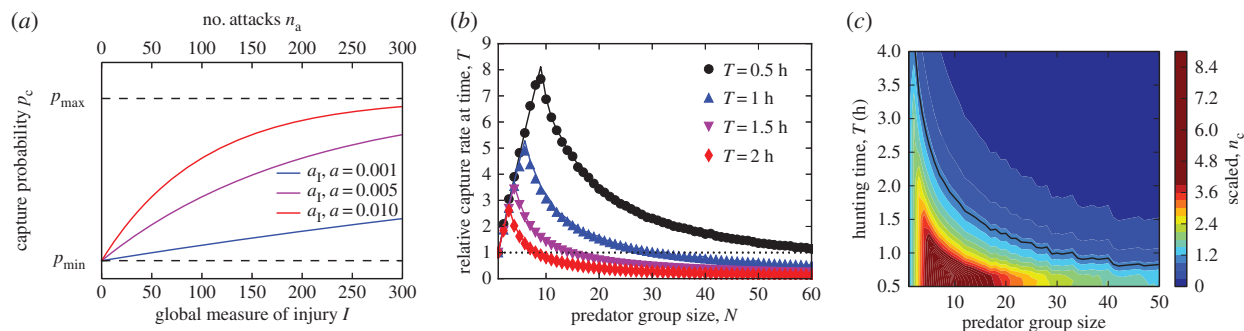 (a)
no. attacks n_a
0 50 100 150 200 250 300
capture probability p_c
p_max
p_min
a_I, a = 0.001
a_I, a = 0.005
a_I, a = 0.010
0 50 100 150 200 250 300
global measure of injury I
(b)
relative capture rate at time, T
9
8
7
6
5
4
3
2
1
0
T = 0.5 h
T = 1 h
T = 1.5 h
T = 2 h
10 20 30 40 50 60
predator group size, N
(c)
hunting time, T (h)
4.0
3.5
3.0
2.5
2.0
1.5
1.0
0.5
10 20 30 40 50
predator group size
8.4
7.2
6.0
4.8
3.6
2.4
1.2
0
scaled, n_c